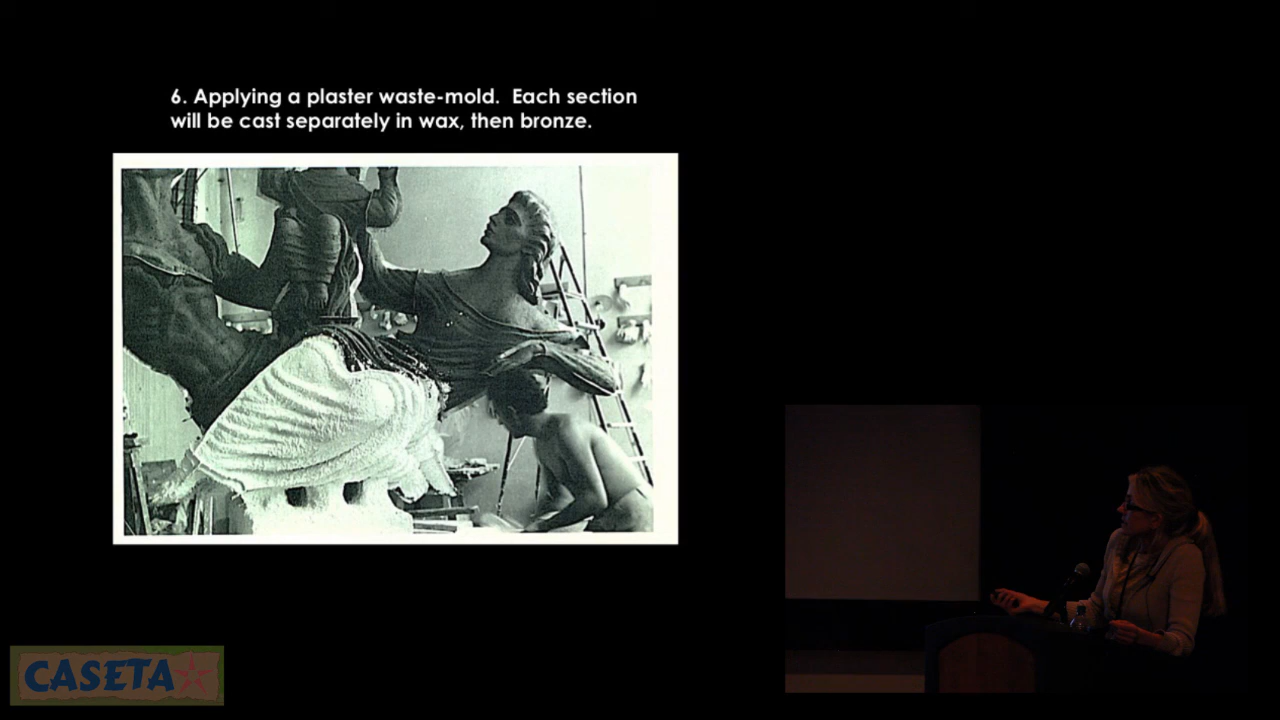 6. Applying a plaster waste-mold. Each section
will be cast separately in wax, then bronze.
CASETA